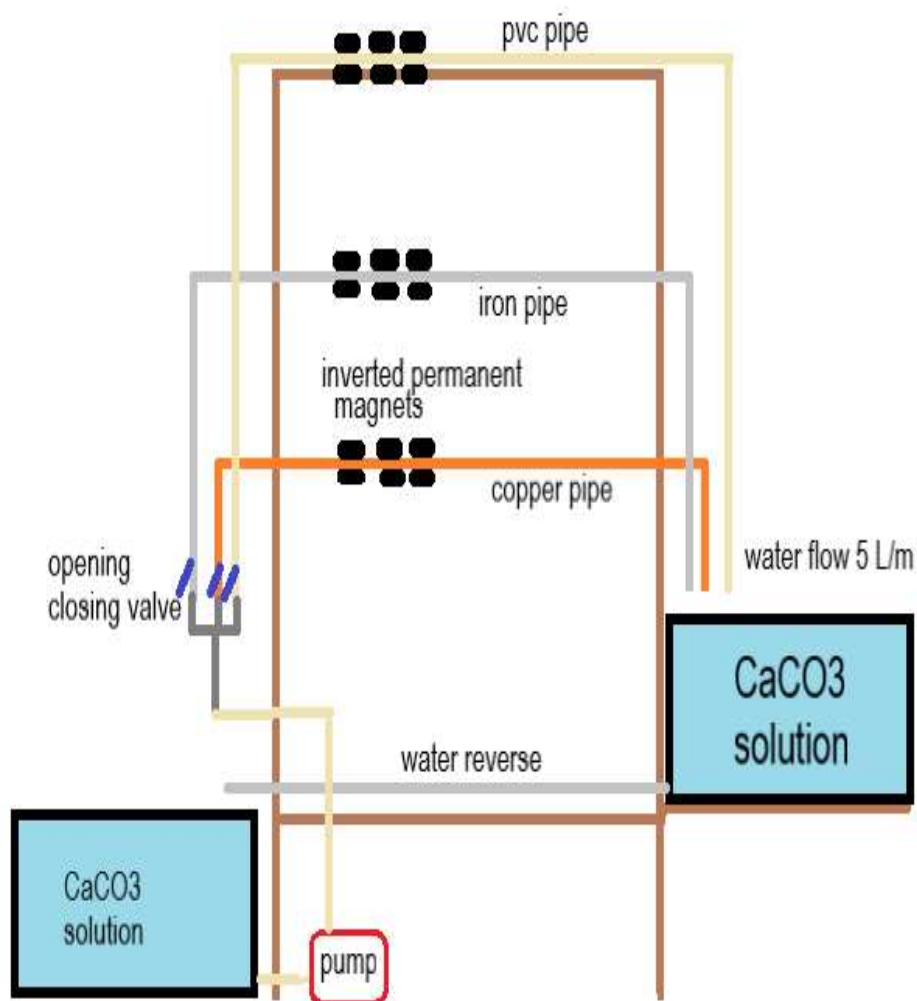 pvc pipe
iron pipe
inverted permanent
magnets
copper pipe
opening
closing valve
water flow 5 L/m
CaCO3
solution
water reverse
CaCO3
solution
pump